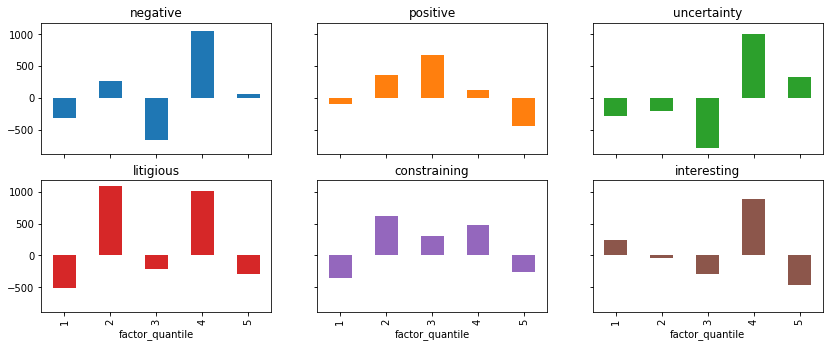 negative
positive
uncertainty
1000
500
0
−500
litigious
constraining
interesting
1000
500
0
−500
1 2 3 4 5
1 2 3 4 5
1 2 3 4 5
factor_quantile
factor_quantile
factor_quantile